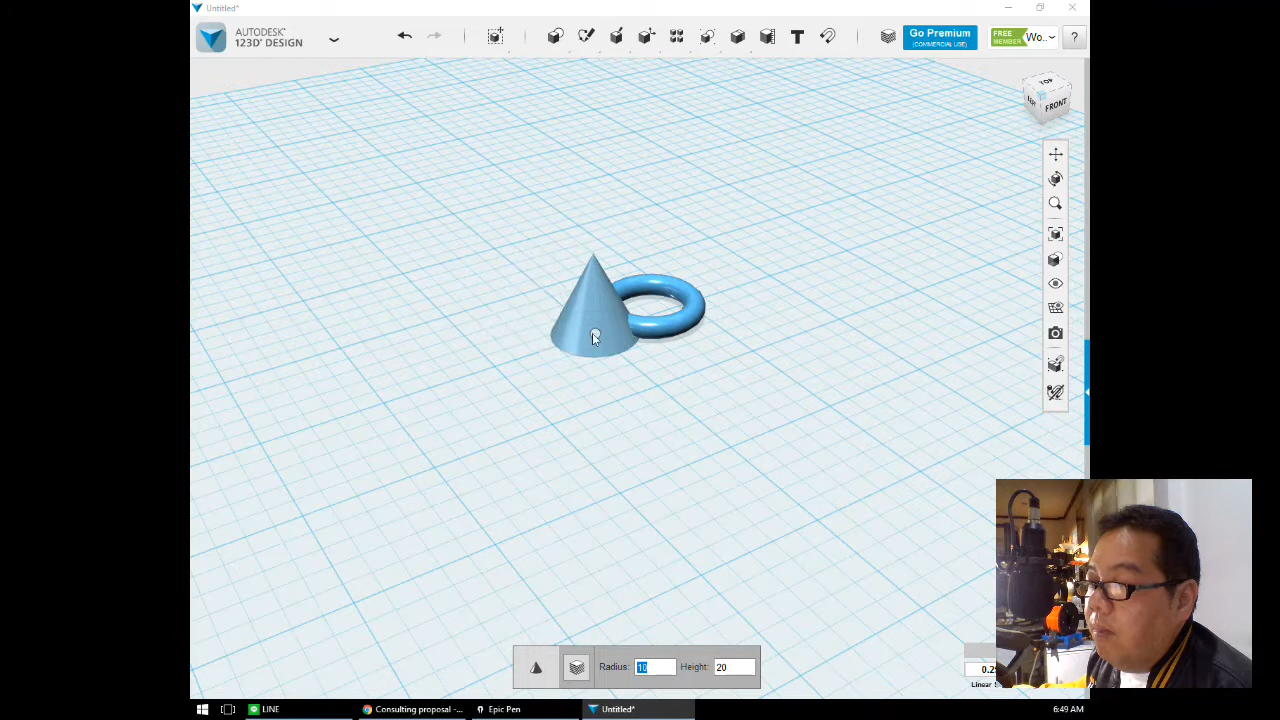 Untitled*
AUTODESK®
123D® DESIGN
T
Go Premium
(COMMERCIAL USE)
FREE
MEMBER
Wo..
?
TOP
FRONT
Radius: 10
Height: 20
Linear
LINE
Consulting proposal -...
Epic Pen
Untitled*
6:49 AM